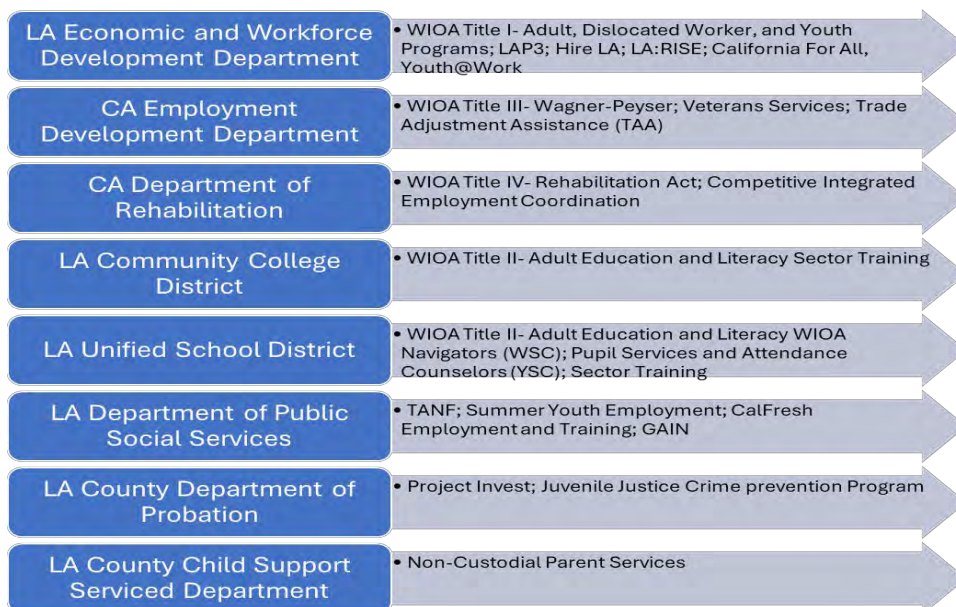 LA Economic and Workforce
Development Department
• WIOA Title I- Adult, Dislocated Worker, and Youth
Programs; LAP3; Hire LA; LA:RISE; California For All,
Youth@Work
CA Employment
Development Department
• WIOA Title III- Wagner-Peyser; Veterans Services; Trade
Adjustment Assistance (TAA)
CA Department of
Rehabilitation
• WIOA Title IV- Rehabilitation Act; Competitive Integrated
Employment Coordination
LA Community College
District
• WIOA Title II- Adult Education and Literacy Sector Training
LA Unified School District
• WIOA Title II- Adult Education and Literacy WIOA
Navigators (WSC); Pupil Services and Attendance
Counselors (YSC); Sector Training
LA Department of Public
Social Services
• TANF; Summer Youth Employment; CalFresh
Employment and Training; GAIN
LA County Department of
Probation
• Project Invest; Juvenile Justice Crime prevention Program
LA County Child Support
Serviced Department
• Non-Custodial Parent Services